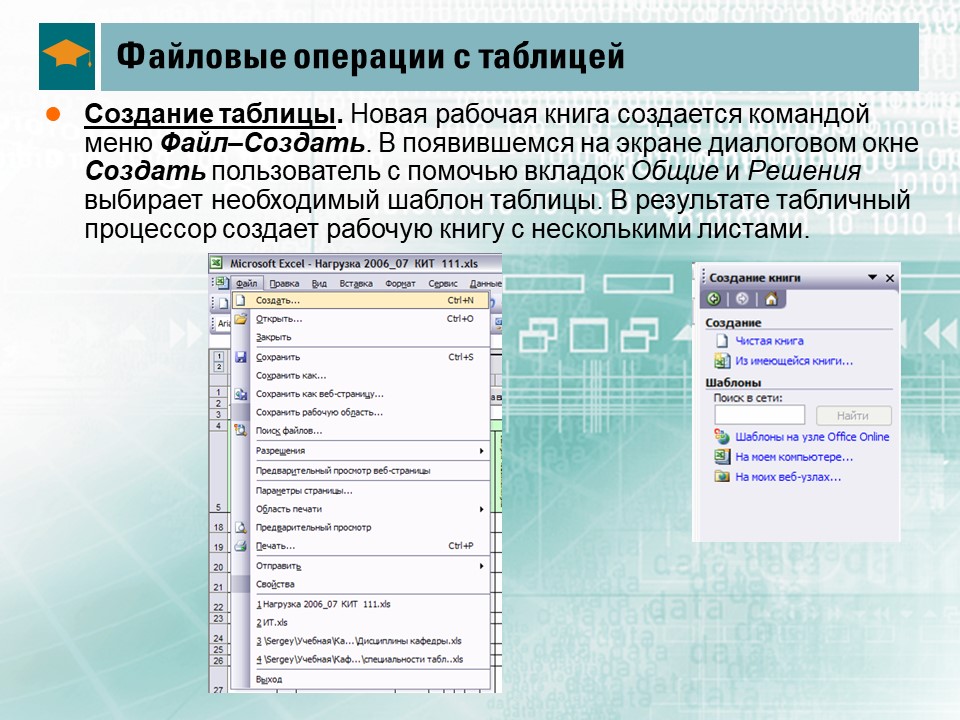 Файловые операции с таблицей
Создание таблицы. Новая рабочая книга создается командой
меню Файл–Создать. В появившемся на экране диалоговом окне
Создать пользователь с помочью вкладок Общие и Решения
выбирает необходимый шаблон таблицы. В результате табличный
процессор создает рабочую книгу с несколькими листами.
Microsoft Excel - Нагрузка 2006_07 КИТ 111.xls
Файл Правка Вид Вставка Формат Сервис Данные
Создать... Ctrl+N
Открыть... Ctrl+O
Закрыть
Сохранить Ctrl+S
Сохранить как...
Сохранить как веб-страницу...
Сохранить рабочую область...
Поиск файлов...
Разрешения
Предварительный просмотр веб-страницы
Параметры страницы...
Область печати
Предварительный просмотр
Печать... Ctrl+P
Отправить
Свойства
1 Нагрузка 2006_07 КИТ 111.xls
2 ИТ.xls
3 \Sergey\Учебная\Ка...\Дисциплины кафедры.xls
4 \Sergey\Учебная\Каф...\специальности табл..xls
Выход
Aria
1
2
1
2
3
4
5
18
19
20
21
22
23
24
25
26
27
Создание книги
Создание
Чистая книга
Из имеющейся книги...
Шаблоны
Поиск в сети:
Найти
Шаблоны на узле Office Online
На моем компьютере...
На моих веб-узлах...